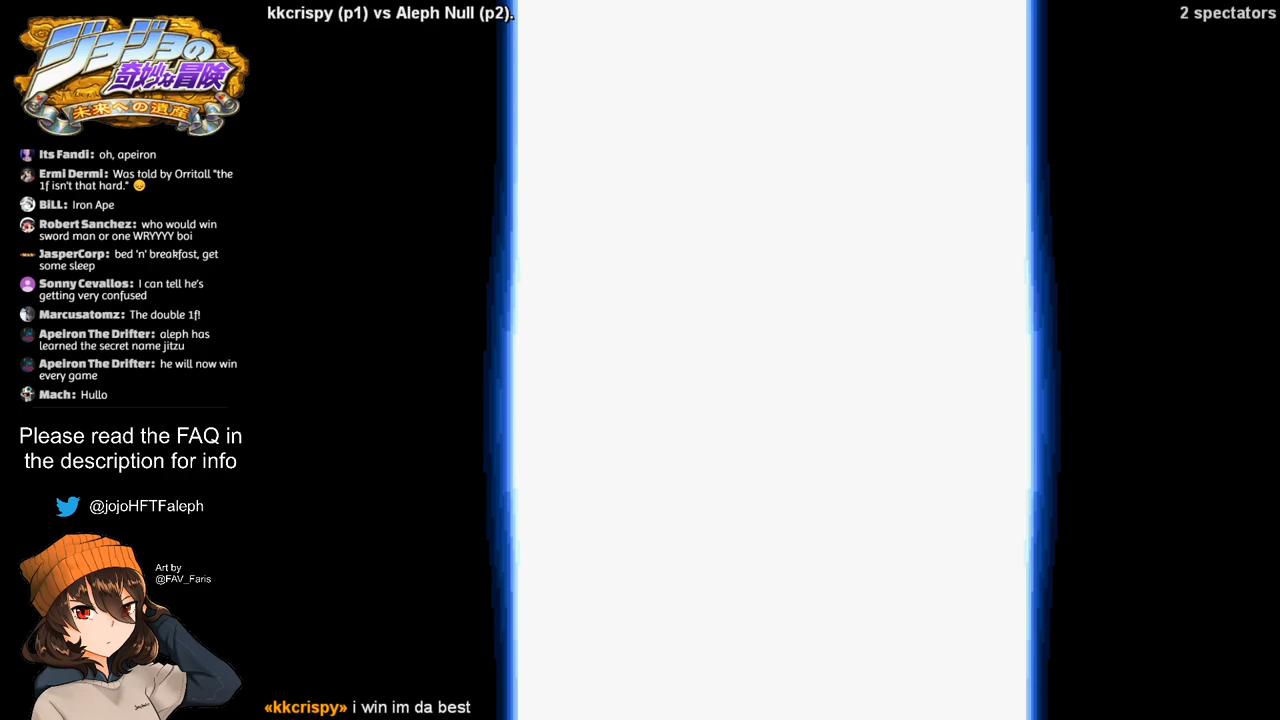 kkcrispy (p1) vs Aleph Null (p2).
2 spectators
ジョジョの
奇妙な冒険
未来への遺産
Its Fandi: oh, apeiron
Ermi Dermi: Was told by Orritall "the
1f isn't that hard." 😔
BiLL: Iron Ape
Robert Sanchez: who would win
sword man or one WRYYYY boi
JasperCorp: bed 'n' breakfast, get
some sleep
Sonny Cevallos: I can tell he's
getting very confused
Marcusatomz: The double 1f!
Apeiron The Drifter: aleph has
learned the secret name jitzu
Apeiron The Drifter: he will now win
every game
Mach: Hullo
Please read the FAQ in
the description for info
@jojoHFTFaleph
Art by
@FAV_Faris
«kkcrispy» i win im da best